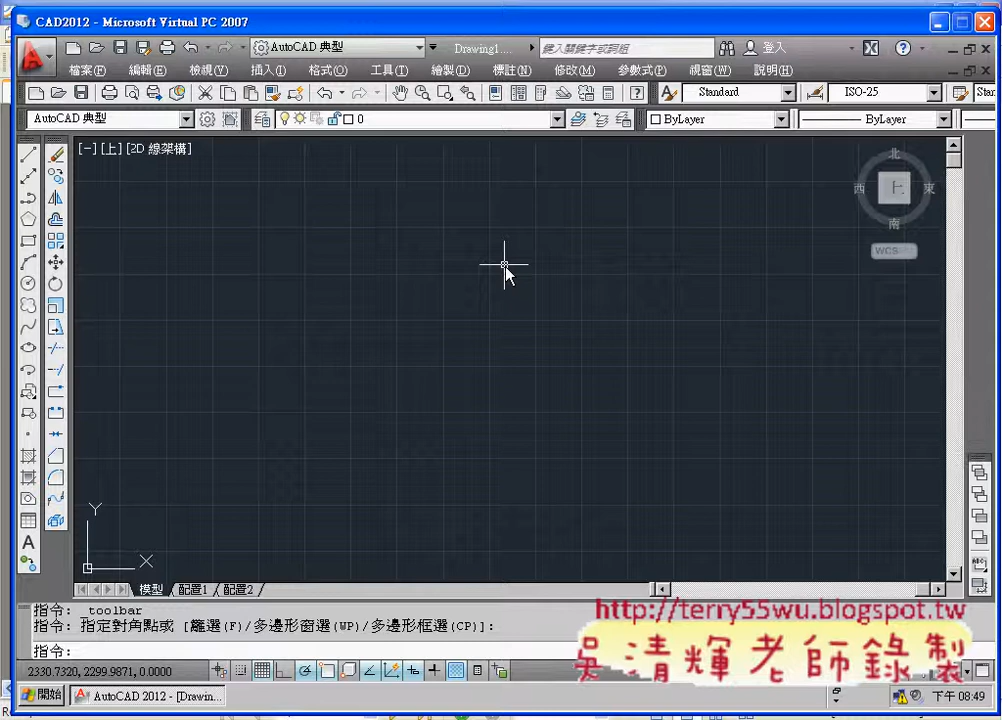 CAD2012 - Microsoft Virtual PC 2007
AutoCAD 典型
Drawing1...
鍵入關鍵字或詞組
登入
檔案(F) 編輯(E) 檢視(V) 插入(I) 格式(O) 工具(T) 繪製(D) 標註(N) 修改(M) 參數式(P) 視窗(W) 說明(H)
Standard ISO-25 Stan
AutoCAD 典型 0 ByLayer ByLayer
[-] [上] [2D 線架構]
北
西 上 東
南
WCS
Y
X
模型 配置1 配置2
指令: _toolbar
指令: 指定對角點或 [籬選(F)/多邊形窗選(WP)/多邊形框選(CP)]:
指令:
http://terry55wu.blogspot.tw
吳清輝老師錄製
2330.7320, 2299.9871, 0.0000
開始 AutoCAD 2012 - [Drawin... 下午 08:49